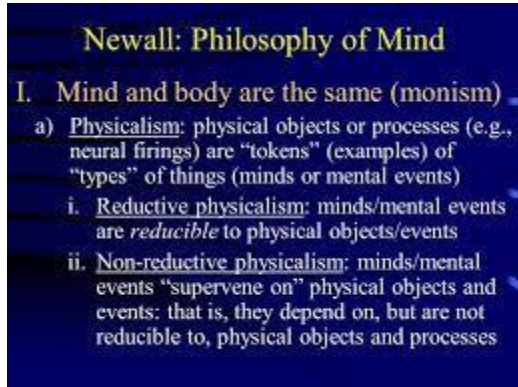 Newall: Philosophy of Mind
I. Mind and body are the same (monism)
a) Physicalism: physical objects or processes (e.g.,
neural firings) are “tokens” (examples) of
“types” of things (minds or mental events)
i. Reductive physicalism: minds/mental events
are reducible to physical objects/events
ii. Non-reductive physicalism: minds/mental
events “supervene on” physical objects and
events: that is, they depend on, but are not
reducible to, physical objects and processes